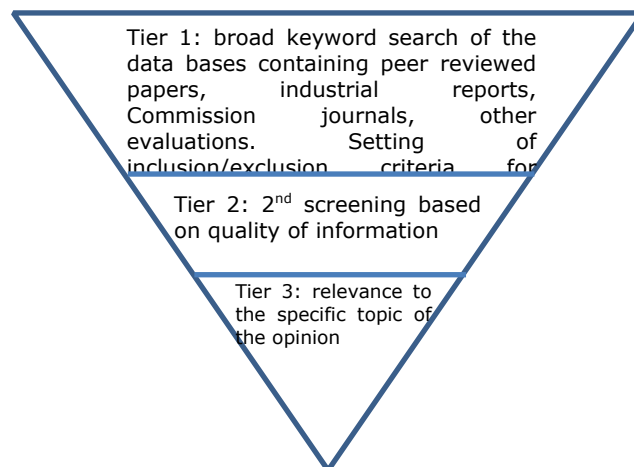 Tier 1: broad keyword search of the
data bases containing peer reviewed
papers, industrial reports,
Commission journals, other
evaluations. Setting of
inclusion/exclusion criteria for
Tier 2: 2nd screening based
on quality of information
Tier 3: relevance to
the specific topic of
the opinion